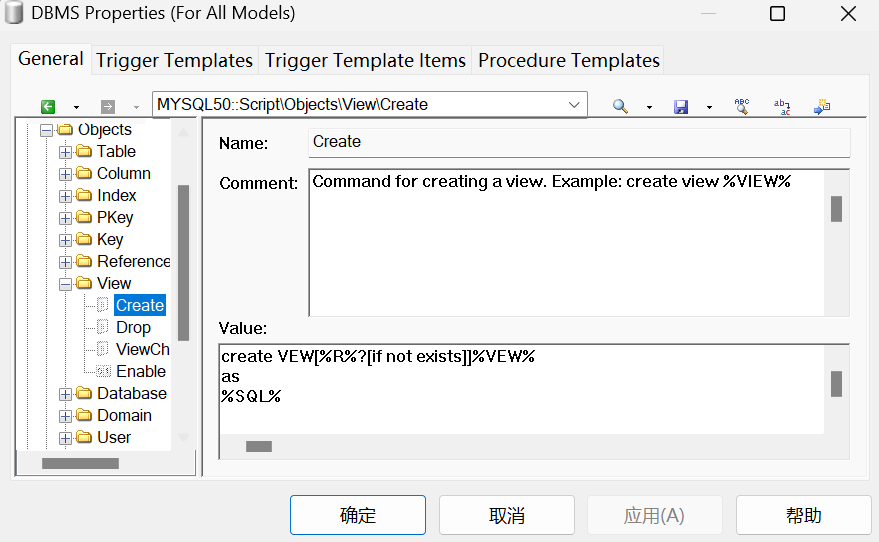 DBMS Properties (For All Models)
General Trigger Templates Trigger Template Items Procedure Templates
MYSQL50::Script\Objects\View\Create
Objects
Table
Column
Index
PKey
Key
Reference
View
Create
Drop
ViewCh
Enable
Database
Domain
User
Name: Create
Comment: Command for creating a view. Example: create view %VIEW%
Value:
create VEW[%R%?[if not exists]]%VEW%
as
%SQL%
确定 取消 应用(A) 帮助